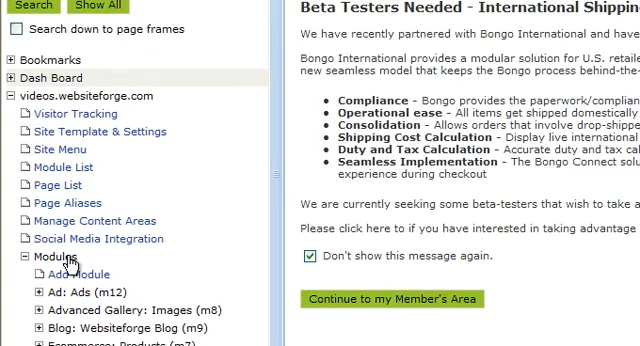 Search Show All
Search down to page frames
Bookmarks
Dash Board
videos.websiteforge.com
Visitor Tracking
Site Template & Settings
Site Menu
Module List
Page List
Page Aliases
Manage Content Areas
Social Media Integration
Modules
Add Module
Ad: Ads (m12)
Advanced Gallery: Images (m8)
Blog: Websiteforge Blog (m9)
Ecommerce: Products (m7)
Beta Testers Needed - International Shippin
We have recently partnered with Bongo International and have
Bongo International provides a modular solution for U.S. retaile
new seamless model that keeps the Bongo process behind-the-
• Compliance - Bongo provides the paperwork/complian
• Operational ease - All items get shipped domestically
• Consolidation - Allows orders that involve drop-shippe
• Shipping Cost Calculation - Display live international
• Duty and Tax Calculation - Accurate duty and tax cal
• Seamless Implementation - The Bongo Connect solu
experience during checkout
We are currently seeking some beta-testers that wish to take a
Please click here to if you have interested in taking advantage
Don't show this message again.
Continue to my Member's Area